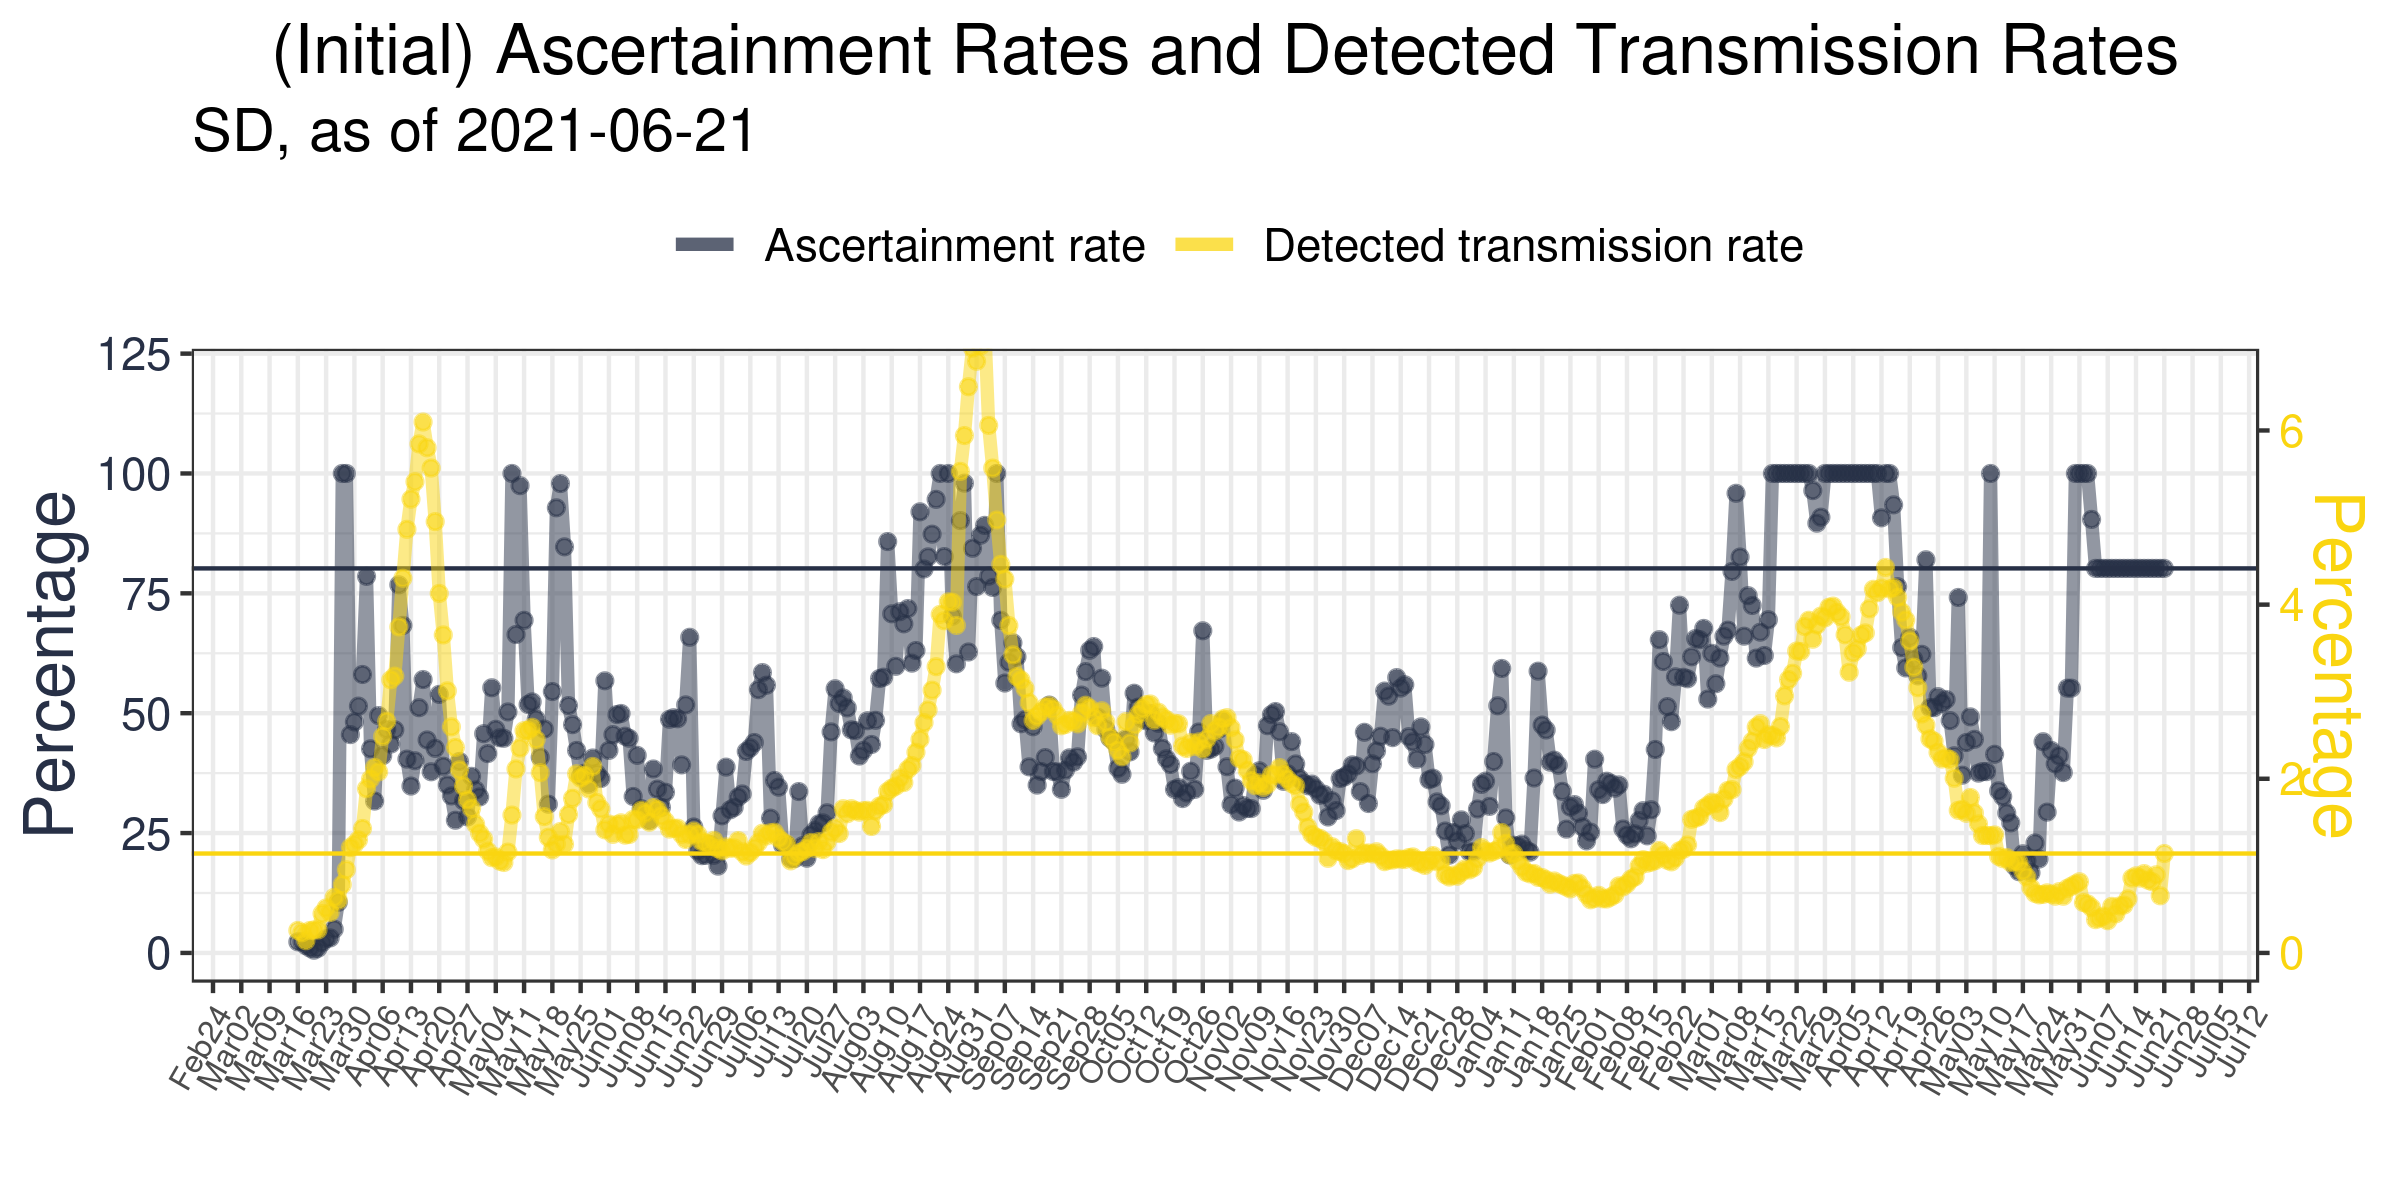 (Initial) Ascertainment Rates and Detected Transmission Rates
SD, as of 2021-06-21
Ascertainment rate
Detected transmission rate
Percentage
125
100
75
50
25
0
6
4
2
0
Percentage
Feb24
Mar02
Mar09
Mar16
Mar23
Mar30
Apr06
Apr13
Apr20
Apr27
May04
May11
May18
May25
Jun01
Jun08
Jun15
Jun22
Jun29
Jul06
Jul13
Jul20
Jul27
Aug03
Aug10
Aug17
Aug24
Aug31
Sep07
Sep14
Sep21
Sep28
Oct05
Oct12
Oct19
Oct26
Nov02
Nov09
Nov16
Nov23
Nov30
Dec07
Dec14
Dec21
Dec28
Jan04
Jan11
Jan18
Jan25
Feb01
Feb08
Feb15
Feb22
Mar01
Mar08
Mar15
Mar22
Mar29
Apr05
Apr12
Apr19
Apr26
May03
May10
May17
May24
May31
Jun07
Jun14
Jun21
Jun28
Jul05
Jul12